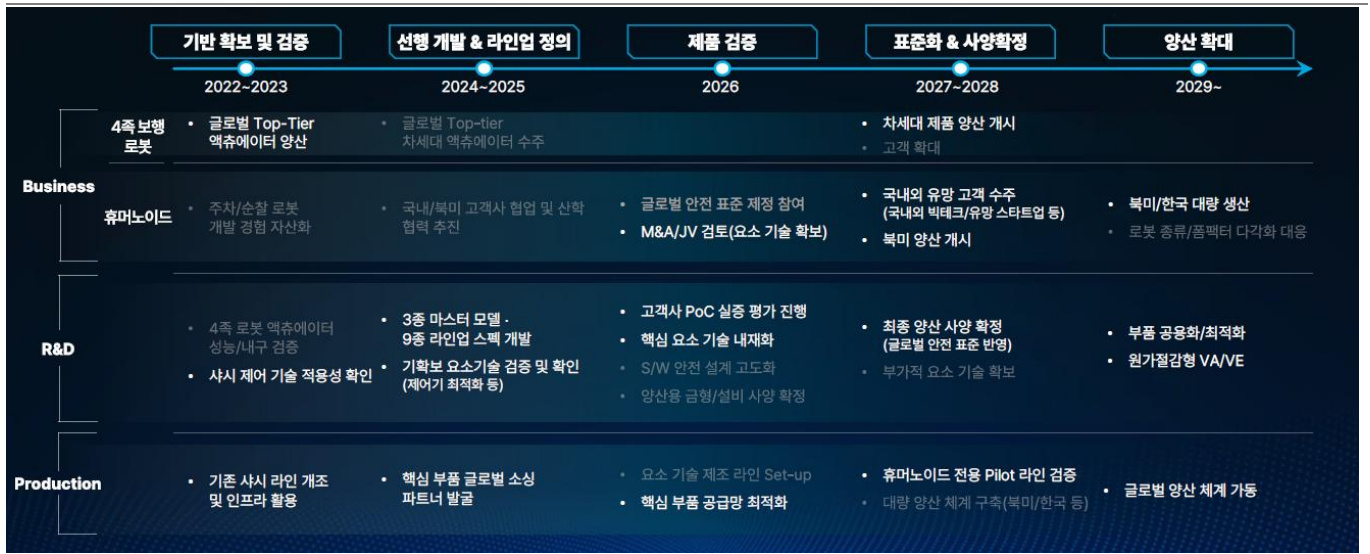 기반 확보 및 검증
선행 개발 & 라인업 정의
제품 검증
표준화 & 사양확정
양산 확대
2022~2023
2024~2025
2026
2027~2028
2029~
Business
4족 보행
로봇
• 글로벌 Top-Tier
액츄에이터 양산
• 글로벌 Top-tier
차세대 액츄에이터 수주
• 차세대 제품 양산 개시
• 고객 확대
휴머노이드
• 주차/순찰 로봇
개발 경험 자산화
• 국내/북미 고객사 협업 및 산학
협력 추진
• 글로벌 안전 표준 제정 참여
• M&A/JV 검토(요소 기술 확보)
• 국내외 유망 고객 수주
(국내외 빅테크/유망 스타트업 등)
• 북미 양산 개시
• 북미/한국 대량 생산
• 로봇 종류/폼팩터 다각화 대응
R&D
• 4족 로봇 액츄에이터
성능/내구 검증
• 샤시 제어 기술 적용성 확인
• 3종 마스터 모델 ·
9종 라인업 스펙 개발
• 기확보 요소기술 검증 및 확인
(제어기 최적화 등)
• 고객사 PoC 실증 평가 진행
• 핵심 요소 기술 내재화
• S/W 안전 설계 고도화
• 양산용 금형/설비 사양 확정
• 최종 양산 사양 확정
(글로벌 안전 표준 반영)
• 부가적 요소 기술 확보
• 부품 공용화/최적화
• 원가절감형 VA/VE
Production
• 기존 샤시 라인 개조
및 인프라 활용
• 핵심 부품 글로벌 소싱
파트너 발굴
• 요소 기술 제조 라인 Set-up
• 핵심 부품 공급망 최적화
• 휴머노이드 전용 Pilot 라인 검증
• 대량 양산 체계 구축(북미/한국 등)
• 글로벌 양산 체계 가동